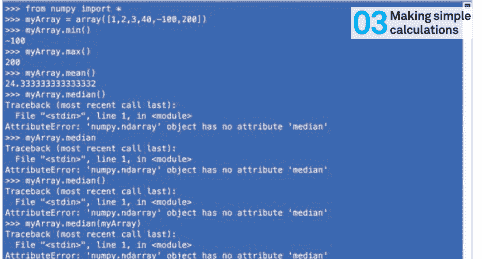 >>> from numpy import *
>>> myArray = array([1,2,3,40,-100,200])
>>> myArray.min()
-100
>>> myArray.max()
200
>>> myArray.mean()
24.333333333333332
>>> myArray.median()
Traceback (most recent call last):
  File "<stdin>", line 1, in <module>
AttributeError: 'numpy.ndarray' object has no attribute 'median'
>>> myArray.median
Traceback (most recent call last):
  File "<stdin>", line 1, in <module>
AttributeError: 'numpy.ndarray' object has no attribute 'median'
>>> myArray.median()
Traceback (most recent call last):
  File "<stdin>", line 1, in <module>
AttributeError: 'numpy.ndarray' object has no attribute 'median'
>>> myArray.median(myArray)
Traceback (most recent call last):
  File "<stdin>", line 1, in <module>
AttributeError: 'numpy.ndarray' object has no attribute 'median'
03 Making simple
calculations